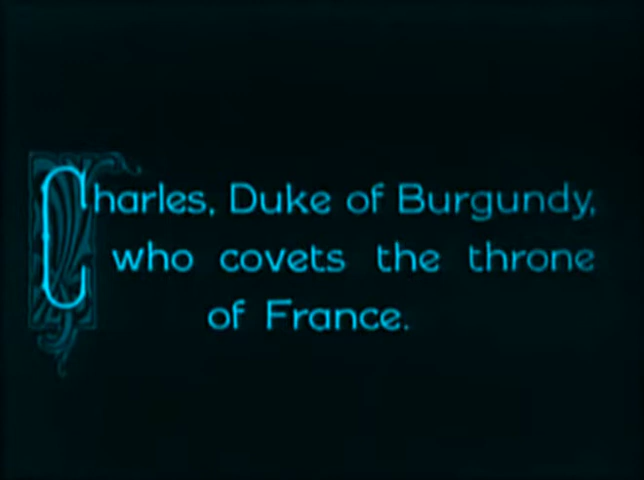 Charles, Duke of Burgundy,
who covets the throne
of France.